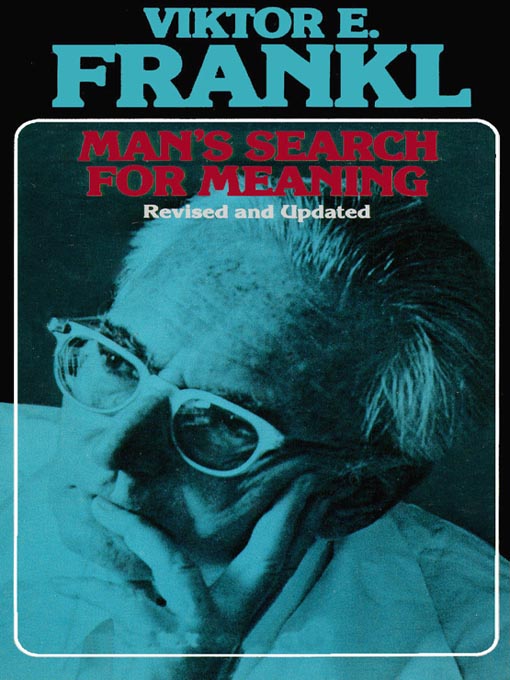 VIKTOR E.
FRANKL
MAN'S SEARCH
FOR MEANING
Revised and Updated